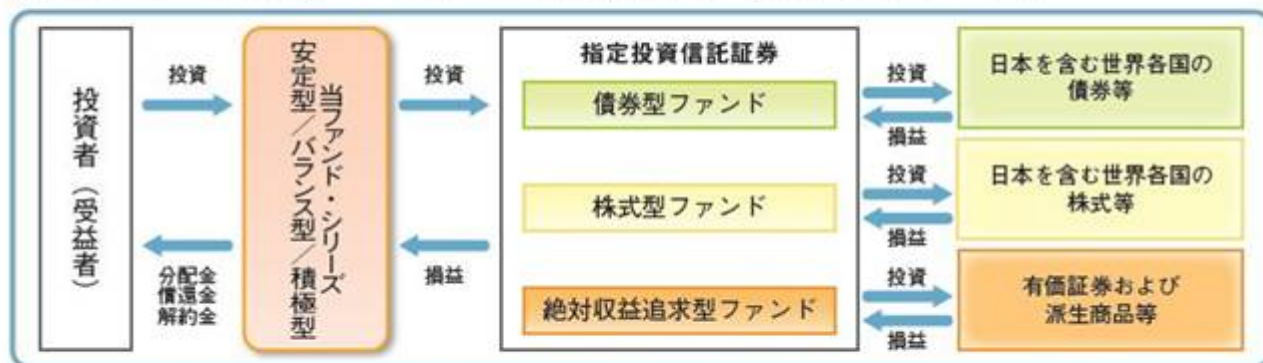 投資者（受益者）
投資
分配金
償還金
解約金
当ファンド・シリーズ
安定型／バランス型／積極型
投資
損益
指定投資信託証券
債券型ファンド
株式型ファンド
絶対収益追求型ファンド
投資
損益
投資
損益
投資
損益
日本を含む世界各国の
債券等
日本を含む世界各国の
株式等
有価証券および
派生商品等